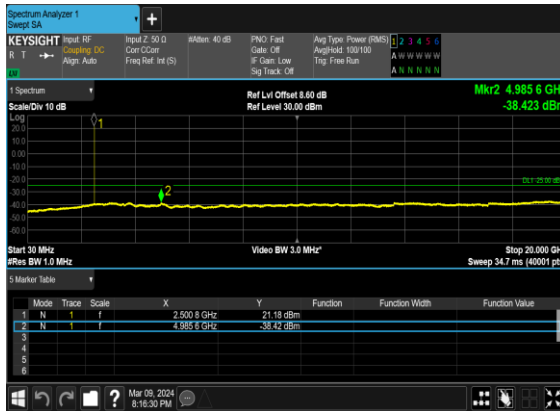 Spectrum Analyzer 1
Swept SA
+
KEYSIGHT Input: RF Input Z: 50 Ω #Atten: 40 dB PNO: Fast Avg Type: Power (RMS) 1 2 3 4 5 6
R T Coupling: DC Corr CCorr Gate: Off Avg|Hold: 100/100 A W W W W W
Align: Auto Freq Ref: Int (S) IF Gain: Low Trig: Free Run
LXI Sig Track: Off A N N N N N
1 Spectrum Ref Lvl Offset 8.60 dB Mkr2 4.985 6 GH
Scale/Div 10 dB Ref Level 30.00 dBm -38.423 dB
Log
1
20.0
10.0
0.00
-10.0
-20.0
DL1 -25.00 dB
-30.0
2
-40.0
-50.0
-60.0
Start 30 MHz Video BW 3.0 MHz* Stop 20.000 GH
#Res BW 1.0 MHz Sweep 34.7 ms (40001 pt
5 Marker Table
Mode Trace Scale X Y Function Function Width Function Value
1 N 1 f 2.500 8 GHz 21.18 dBm
2 N 1 f 4.985 6 GHz -38.42 dBm
3
4
5
6
? Mar 09, 2024
8:16:30 PM